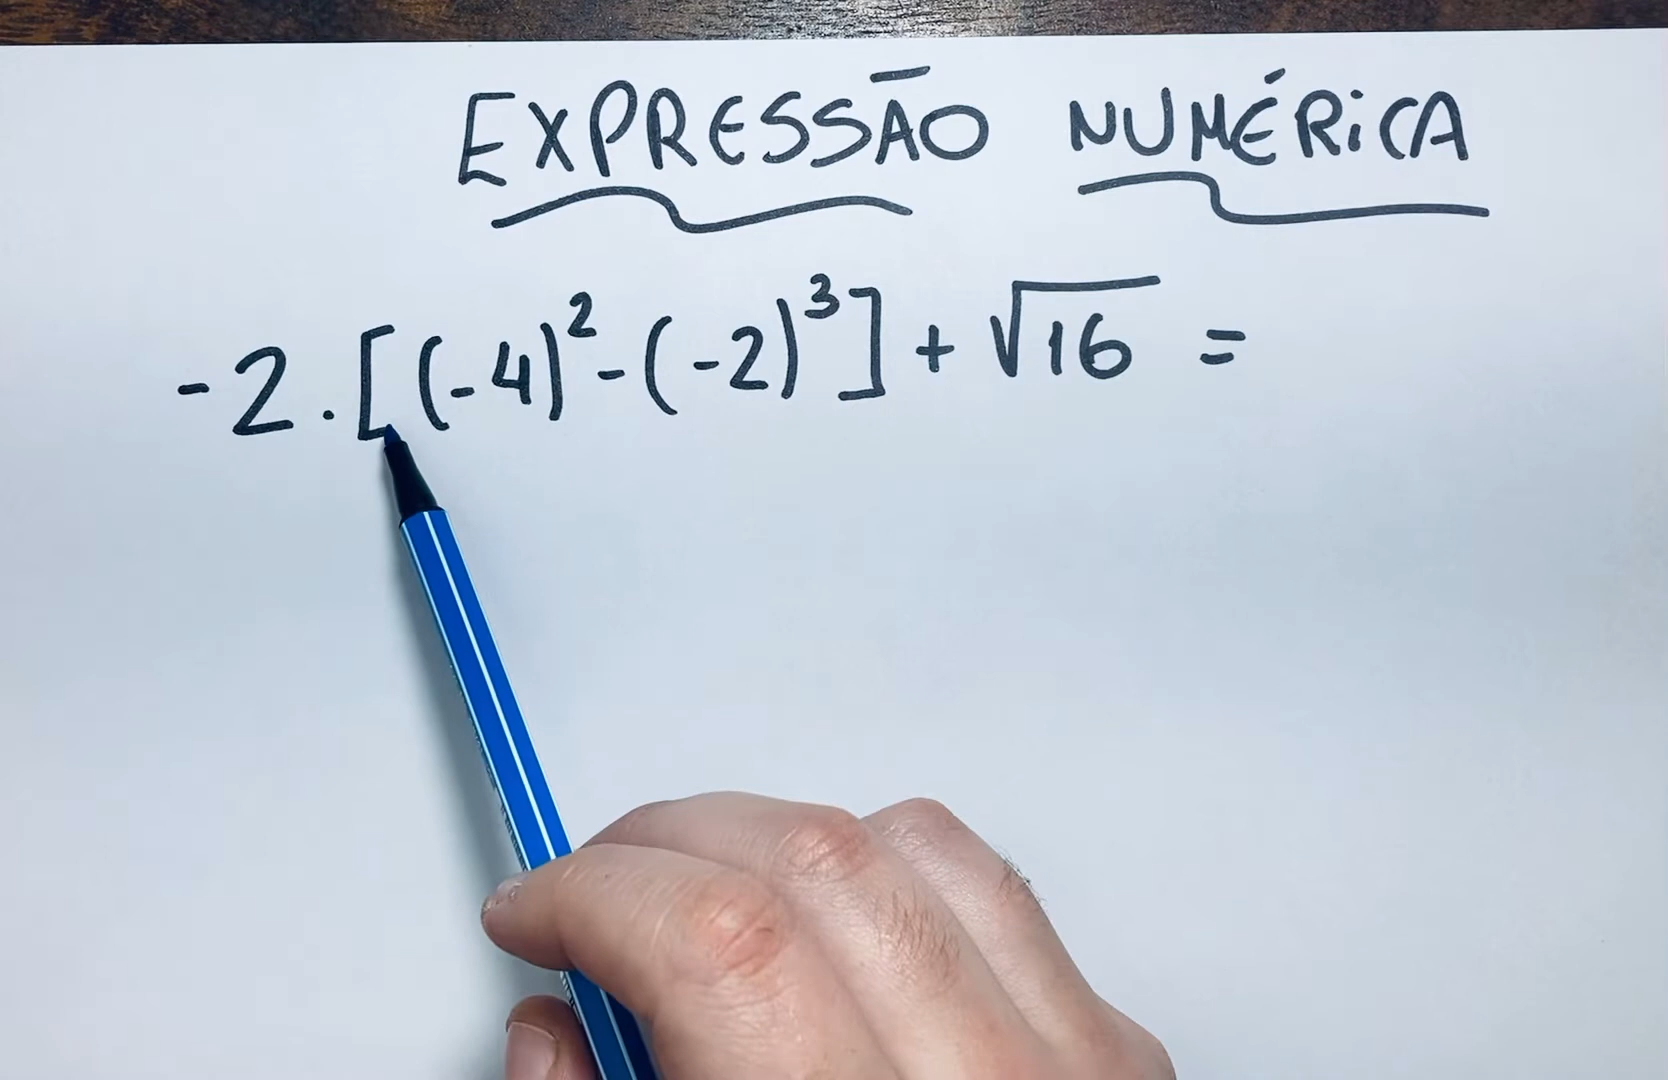 EXPRESSÃO NUMÉRICA
-2.[(-4)²-(-2)³]+√16 =